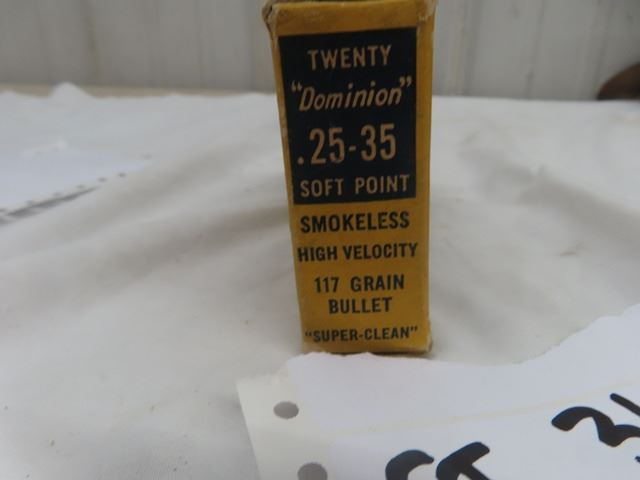 TWENTY
"Dominion"
.25-35
SOFT POINT
SMOKELESS
HIGH VELOCITY
117 GRAIN
BULLET
"SUPER-CLEAN"